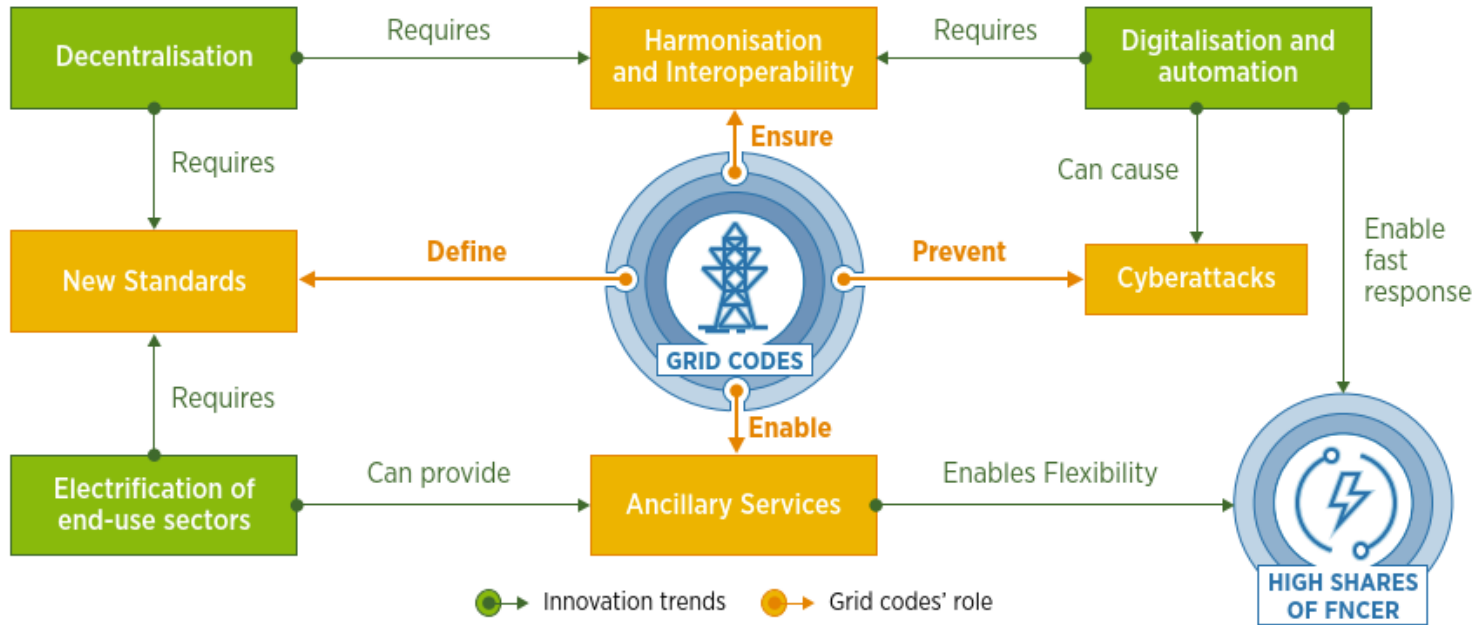 Decentralisation
Requires
Harmonisation
and Interoperability
Requires
Digitalisation and
automation
Ensure
Requires
Can cause
Enable
fast
response
New Standards
Define
Prevent
Cyberattacks
GRID CODES
Requires
Enable
Electrification of
end-use sectors
Can provide
Ancillary Services
Enables Flexibility
HIGH SHARES
OF FNCER
Innovation trends
Grid codes' role